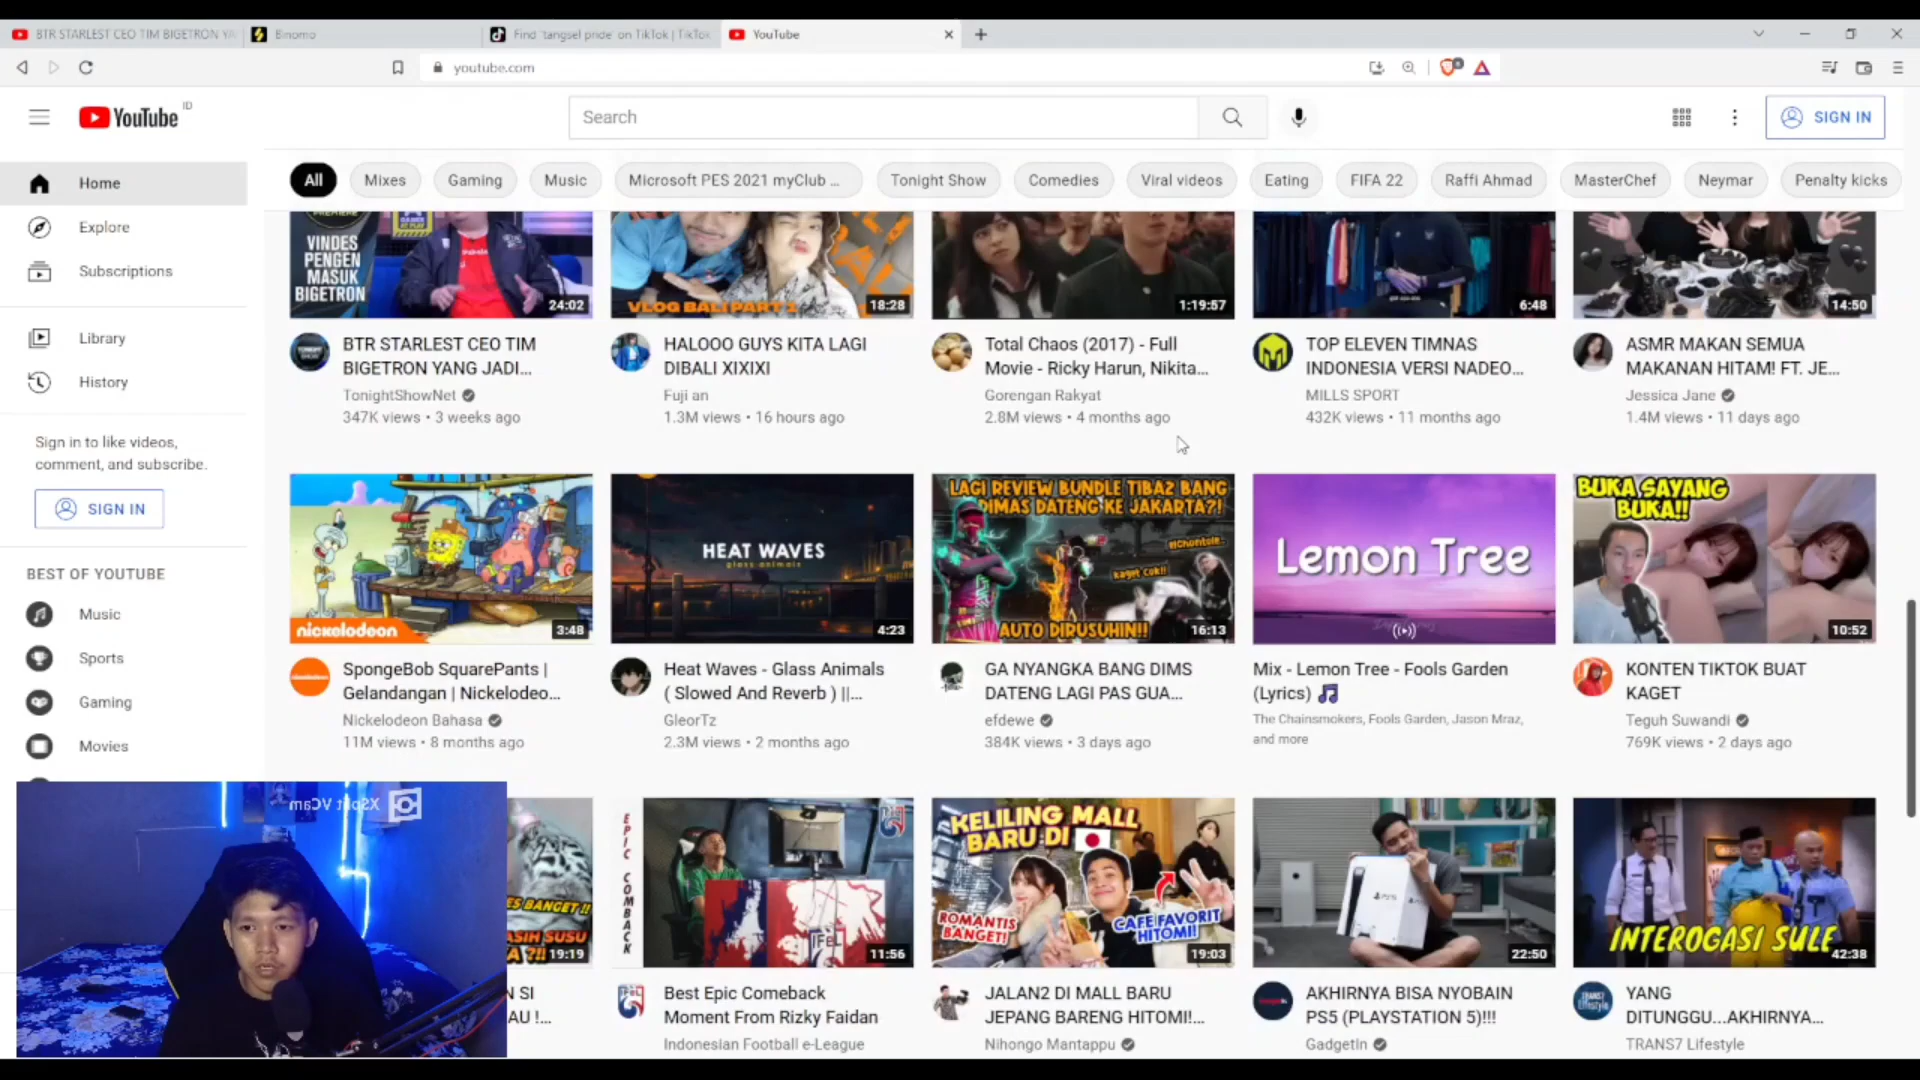 BTR STARLEST CEO TIM BIGETRON YA
Binomo
Find 'tangsel pride' on TikTok | TikTok
YouTube
youtube.com
YouTube ID
Search
SIGN IN
Home
Explore
Subscriptions
Library
History
Sign in to like videos,
comment, and subscribe.
SIGN IN
BEST OF YOUTUBE
Music
Sports
Gaming
Movies
XSplit VCam
All
Mixes
Gaming
Music
Microsoft PES 2021 myClub ...
Tonight Show
Comedies
Viral videos
Eating
FIFA 22
Raffi Ahmad
MasterChef
Neymar
Penalty kicks
VINDES
PENGEN
MASUK
BIGETRON
24:02
BTR STARLEST CEO TIM
BIGETRON YANG JADI...
TonightShowNet
347K views • 3 weeks ago
VLOG BALI PART 2
18:28
HALOOO GUYS KITA LAGI
DIBALI XIXIXI
Fuji an
1.3M views • 16 hours ago
1:19:57
Total Chaos (2017) - Full
Movie - Ricky Harun, Nikita...
Gorengan Rakyat
2.8M views • 4 months ago
6:48
TOP ELEVEN TIMNAS
INDONESIA VERSI NADEO...
MILLS SPORT
432K views • 11 months ago
14:50
ASMR MAKAN SEMUA
MAKANAN HITAM! FT. JE...
Jessica Jane
1.4M views • 11 days ago
nickelodeon
3:48
SpongeBob SquarePants |
Gelandangan | Nickelodeo...
Nickelodeon Bahasa
11M views • 8 months ago
HEAT WAVES
glass animals
4:23
Heat Waves - Glass Animals
( Slowed And Reverb ) ||...
GleorTz
2.3M views • 2 months ago
LAGI REVIEW BUNDLE TIBA2 BANG
DIMAS DATENG KE JAKARTA?!
kaget cuk!!
AUTO DIRUSUHIN!!
16:13
GA NYANGKA BANG DIMS
DATENG LAGI PAS GUA...
efdewe
384K views • 3 days ago
Lemon Tree
Mix - Lemon Tree - Fools Garden
(Lyrics) 🎵
The Chainsmokers, Fools Garden, Jason Mraz,
and more
BUKA SAYANG
BUKA!!
10:52
KONTEN TIKTOK BUAT
KAGET
Teguh Suwandi
769K views • 2 days ago
ES BANGET !!
ASIH SUSU
?!!
19:19
N SI
AU !...
EPIC COMBACK
IFeL
11:56
Best Epic Comeback
Moment From Rizky Faidan
Indonesian Football e-League
KELILING MALL
BARU DI
ROMANTIS
BANGET!
CAFE FAVORIT
HITOMI!
19:03
JALAN2 DI MALL BARU
JEPANG BARENG HITOMI!...
Nihongo Mantappu
22:50
AKHIRNYA BISA NYOBAIN
PS5 (PLAYSTATION 5)!!!
GadgetIn
INTEROGASI SULE
42:38
YANG
DITUNGGU...AKHIRNYA...
TRANS7 Lifestyle